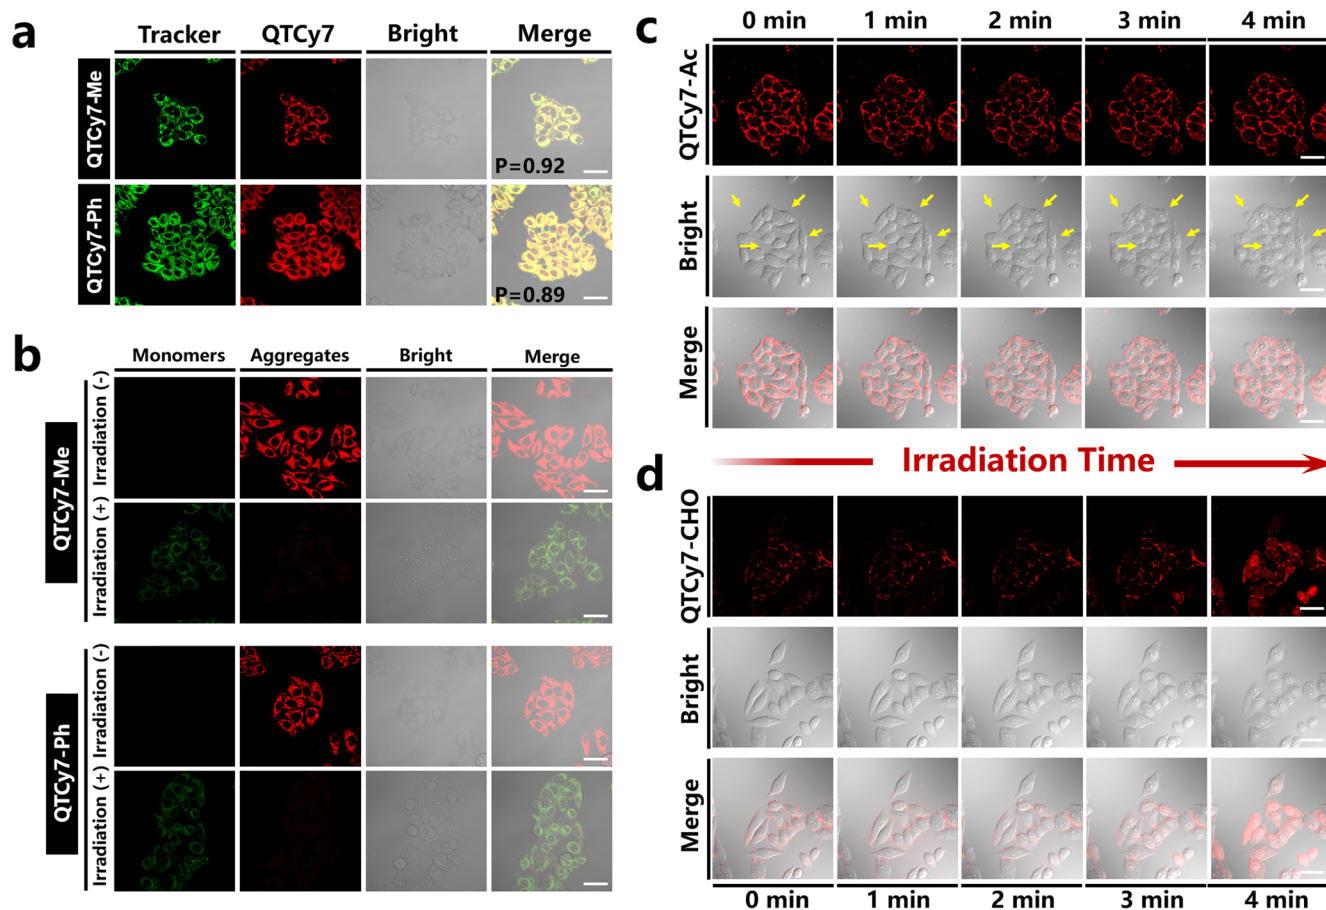 a
Tracker QTCy7 Bright Merge
QTCy7-Me
P=0.92
QTCy7-Ph
P=0.89
b
Monomers Aggregates Bright Merge
QTCy7-Me
Irradiation (-)
Irradiation (+)
QTCy7-Ph
Irradiation (-)
Irradiation (+)
c
0 min 1 min 2 min 3 min 4 min
QTCy7-Ac
Bright
Merge
Irradiation Time
d
QTCy7-CHO
Bright
Merge
0 min 1 min 2 min 3 min 4 min